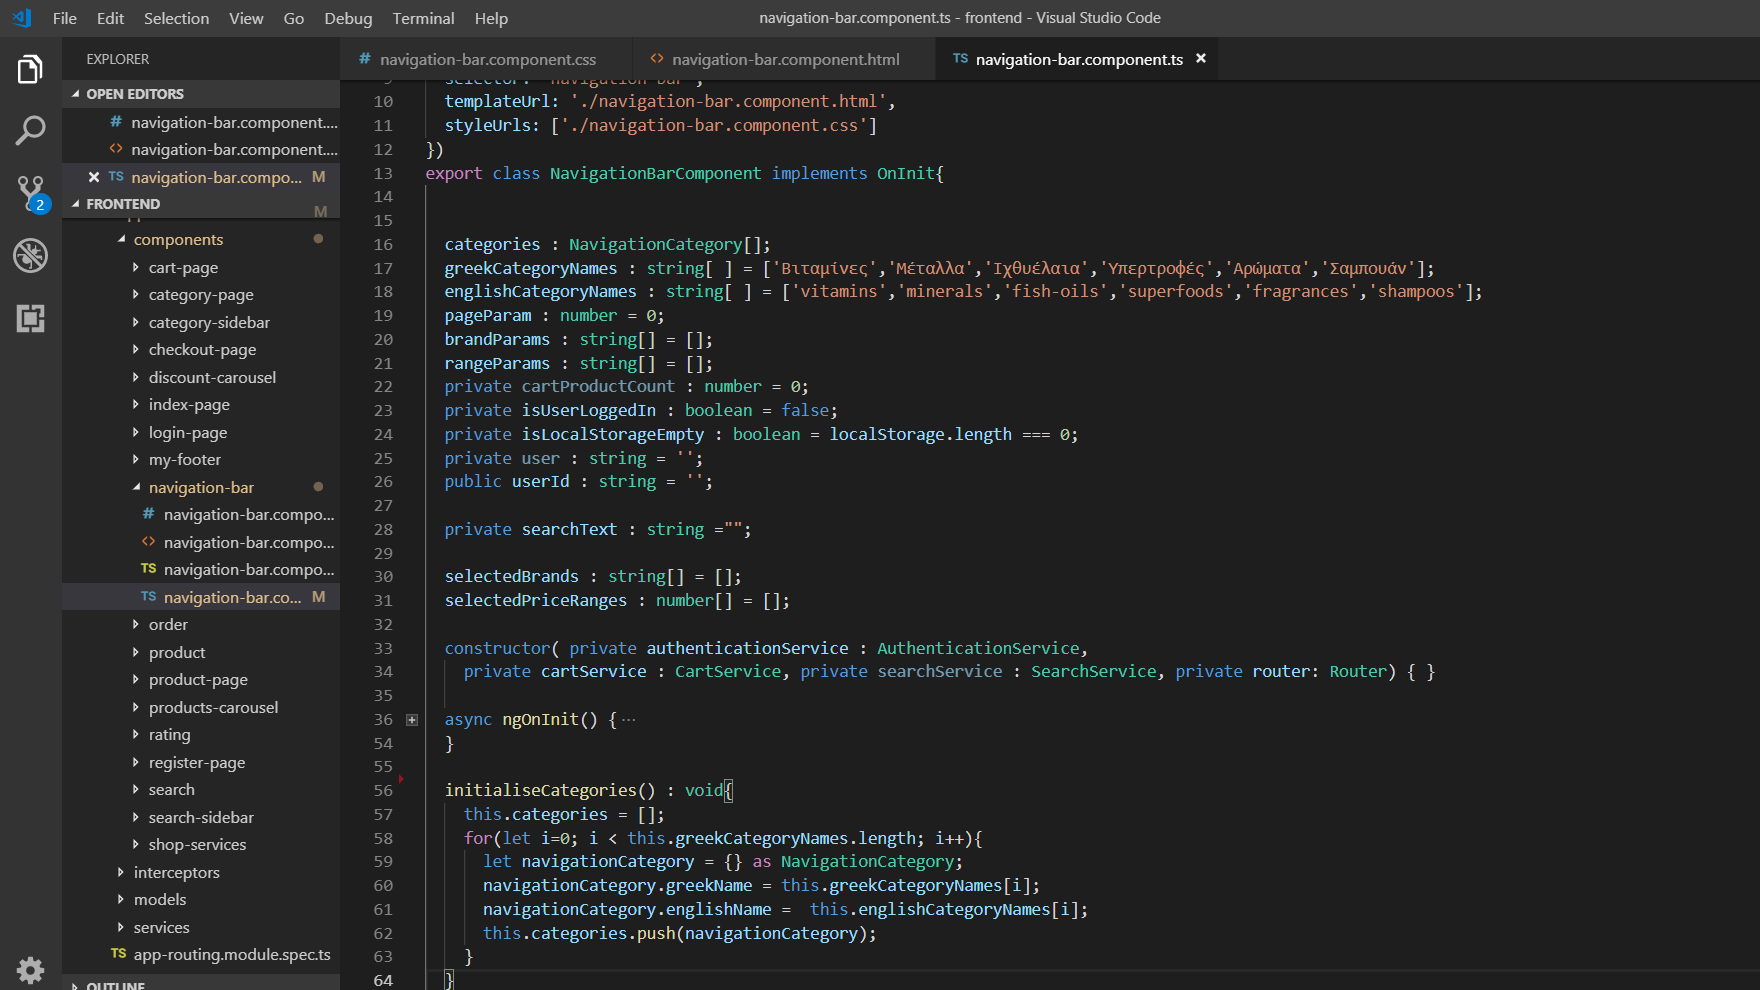 File Edit Selection View Go Debug Terminal Help
navigation-bar.component.ts - frontend - Visual Studio Code
EXPLORER
OPEN EDITORS
# navigation-bar.component....
<> navigation-bar.component....
× TS navigation-bar.compo... M
2
FRONTEND
M
components
cart-page
category-page
category-sidebar
checkout-page
discount-carousel
index-page
login-page
my-footer
navigation-bar
# navigation-bar.compo...
<> navigation-bar.compo...
TS navigation-bar.compo...
TS navigation-bar.co... M
order
product
product-page
products-carousel
rating
register-page
search
search-sidebar
shop-services
interceptors
models
services
TS app-routing.module.spec.ts
OUTLINE
# navigation-bar.component.css
<> navigation-bar.component.html
TS navigation-bar.component.ts ×
9 selector: 'navigation-bar',
10 templateUrl: './navigation-bar.component.html',
11 styleUrls: ['./navigation-bar.component.css']
12 })
13 export class NavigationBarComponent implements OnInit{
14
15
16 categories : NavigationCategory[];
17 greekCategoryNames : string[ ] = ['Βιταμίνες','Μέταλλα','Ιχθυέλαια','Υπερτροφές','Αρώματα','Σαμπουάν'];
18 englishCategoryNames : string[ ] = ['vitamins','minerals','fish-oils','superfoods','fragrances','shampoos'];
19 pageParam : number = 0;
20 brandParams : string[] = [];
21 rangeParams : string[] = [];
22 private cartProductCount : number = 0;
23 private isUserLoggedIn : boolean = false;
24 private isLocalStorageEmpty : boolean = localStorage.length === 0;
25 private user : string = '';
26 public userId : string = '';
27
28 private searchText : string ="";
29
30 selectedBrands : string[] = [];
31 selectedPriceRanges : number[] = [];
32
33 constructor( private authenticationService : AuthenticationService,
34 private cartService : CartService, private searchService : SearchService, private router: Router) { }
35
36 async ngOnInit() {···
54 }
55
56 initialiseCategories() : void{
57 this.categories = [];
58 for(let i=0; i < this.greekCategoryNames.length; i++){
59 let navigationCategory = {} as NavigationCategory;
60 navigationCategory.greekName = this.greekCategoryNames[i];
61 navigationCategory.englishName =  this.englishCategoryNames[i];
62 this.categories.push(navigationCategory);
63 }
64 }